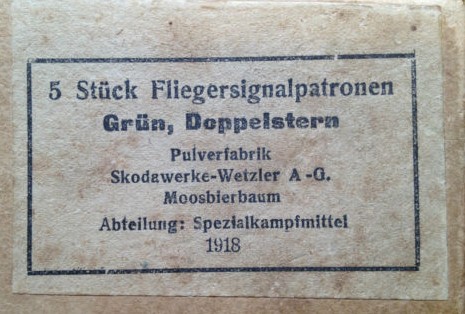 5 Stück Fliegersignalpatronen
Grün, Doppelstern
Pulverfabrik
Skodawerke-Wetzler A.-G.
Moosbierbaum
Abteilung: Spezialkampfmittel
1918